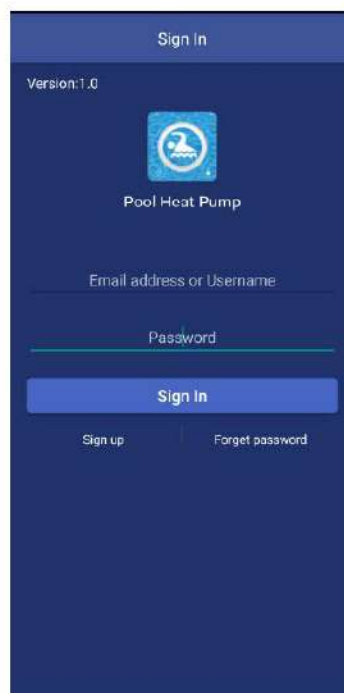 Sign In
Version:1.0
Pool Heat Pump
Email address or Username
Password
Sign In
Sign up
Forget password